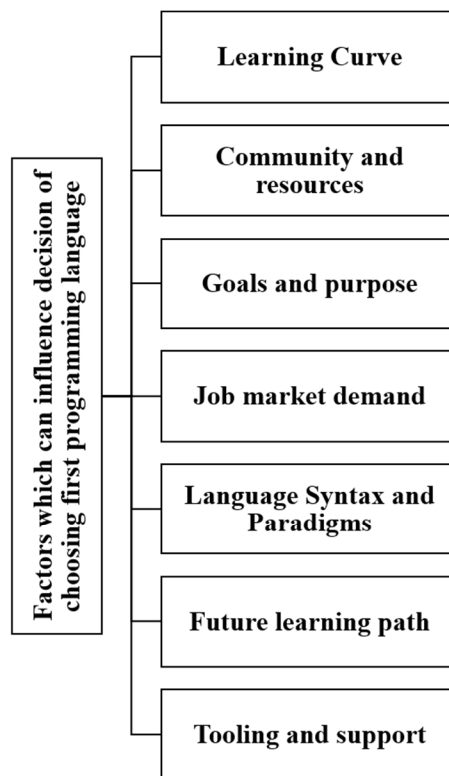 Factors which can influence decision of
choosing first programming language
Learning Curve
Community and
resources
Goals and purpose
Job market demand
Language Syntax and
Paradigms
Future learning path
Tooling and support